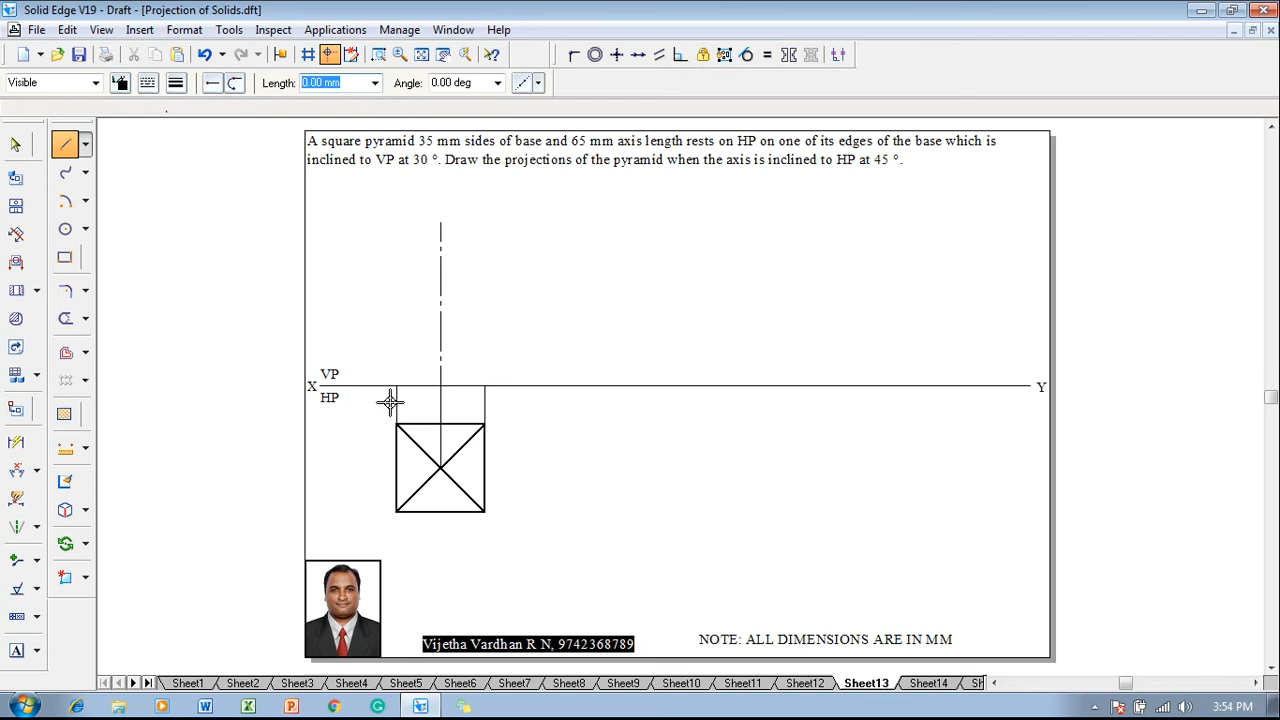 Solid Edge V19 - Draft - [Projection of Solids.dft]
File Edit View Insert Format Tools Inspect Applications Manage Window Help
Visible Length: 0.00 mm Angle: 0.00 deg
A square pyramid 35 mm sides of base and 65 mm axis length rests on HP on one of its edges of the base which is
inclined to VP at 30 °. Draw the projections of the pyramid when the axis is inclined to HP at 45 °.
VP
X Y
HP
Vijetha Vardhan R N, 9742368789 NOTE: ALL DIMENSIONS ARE IN MM
Sheet1 Sheet2 Sheet3 Sheet4 Sheet5 Sheet6 Sheet7 Sheet8 Sheet9 Sheet10 Sheet11 Sheet12 Sheet13 Sheet14 Sl
3:54 PM